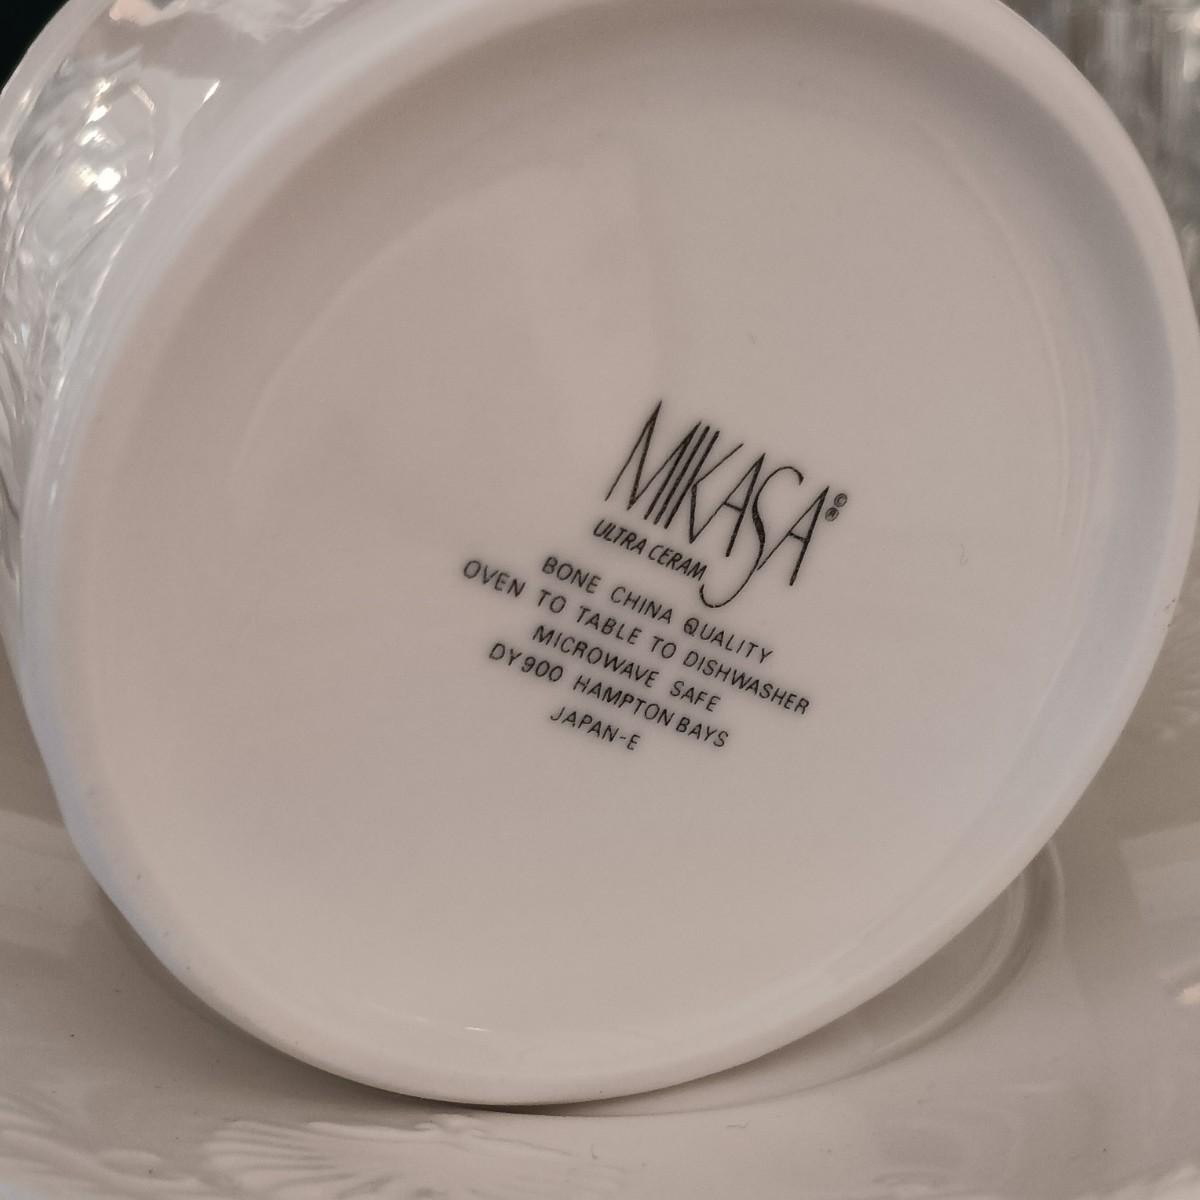 MIKASA©®
ULTRA CERAM
BONE CHINA QUALITY
OVEN TO TABLE TO DISHWASHER
MICROWAVE SAFE
DY900 HAMPTON BAYS
JAPAN-E